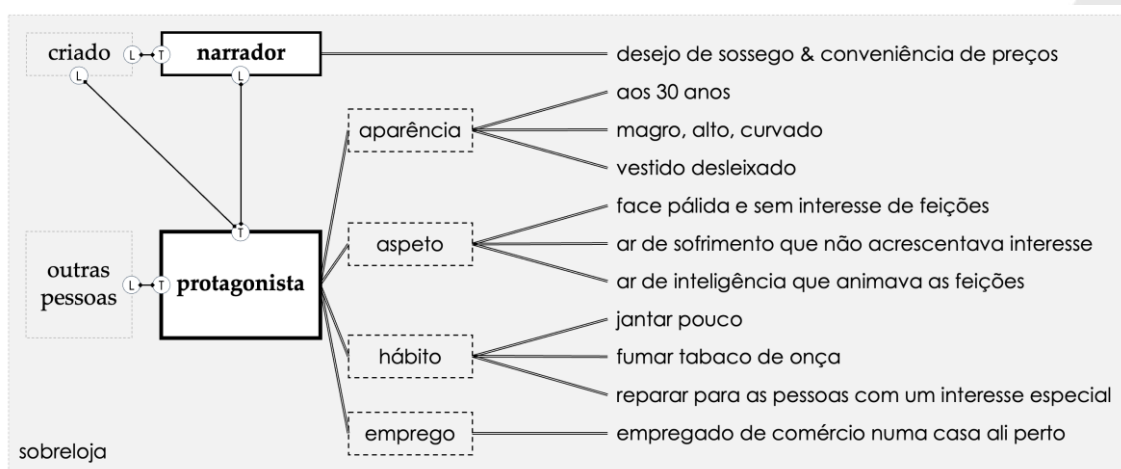 criado
L
T
narrador
desejo de sossego & conveniência de preços
L
L
aos 30 anos
aparência
magro, alto, curvado
vestido desleixado
face pálida e sem interesse de feições
T
aspeto
ar de sofrimento que não acrescentava interesse
outras
pessoas
L
T
protagonista
ar de inteligência que animava as feições
jantar pouco
hábito
fumar tabaco de onça
reparar para as pessoas com um interesse especial
emprego
empregado de comércio numa casa ali perto
sobreloja